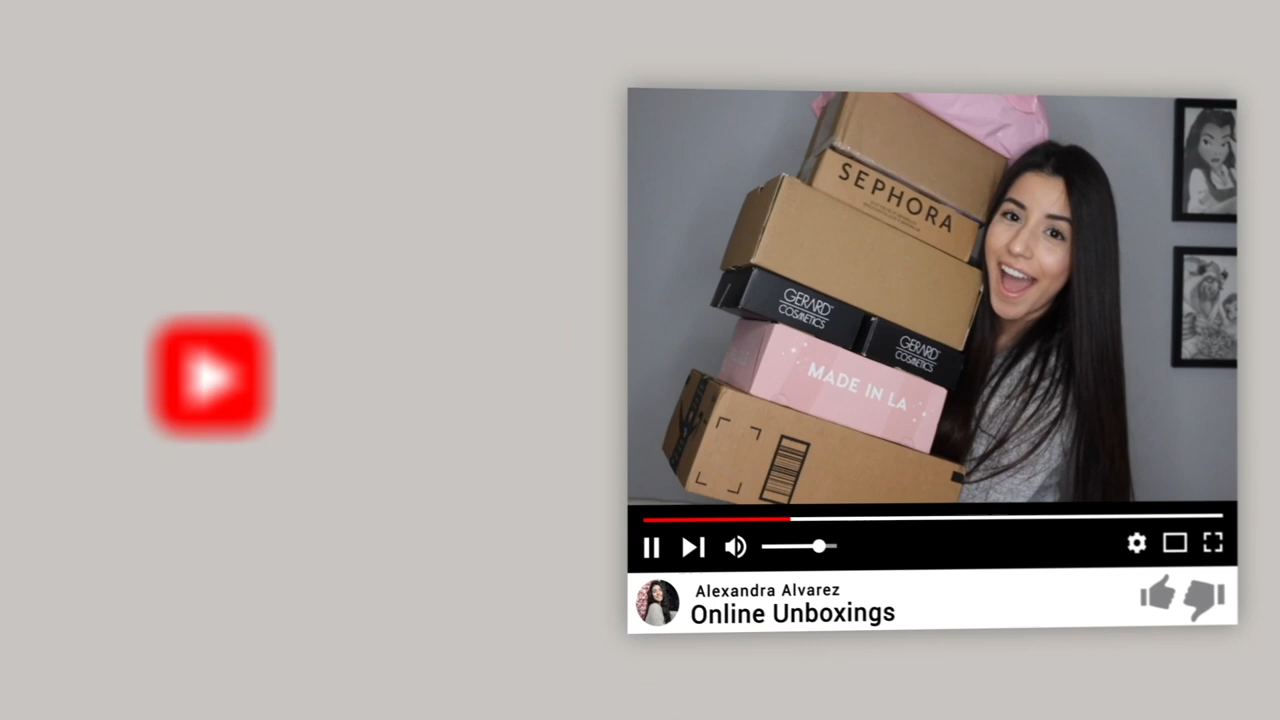 SEPHORA
GERARD
COSMETICS
GERARD
COSMETICS
MADE IN LA
Alexandra Alvarez
Online Unboxings